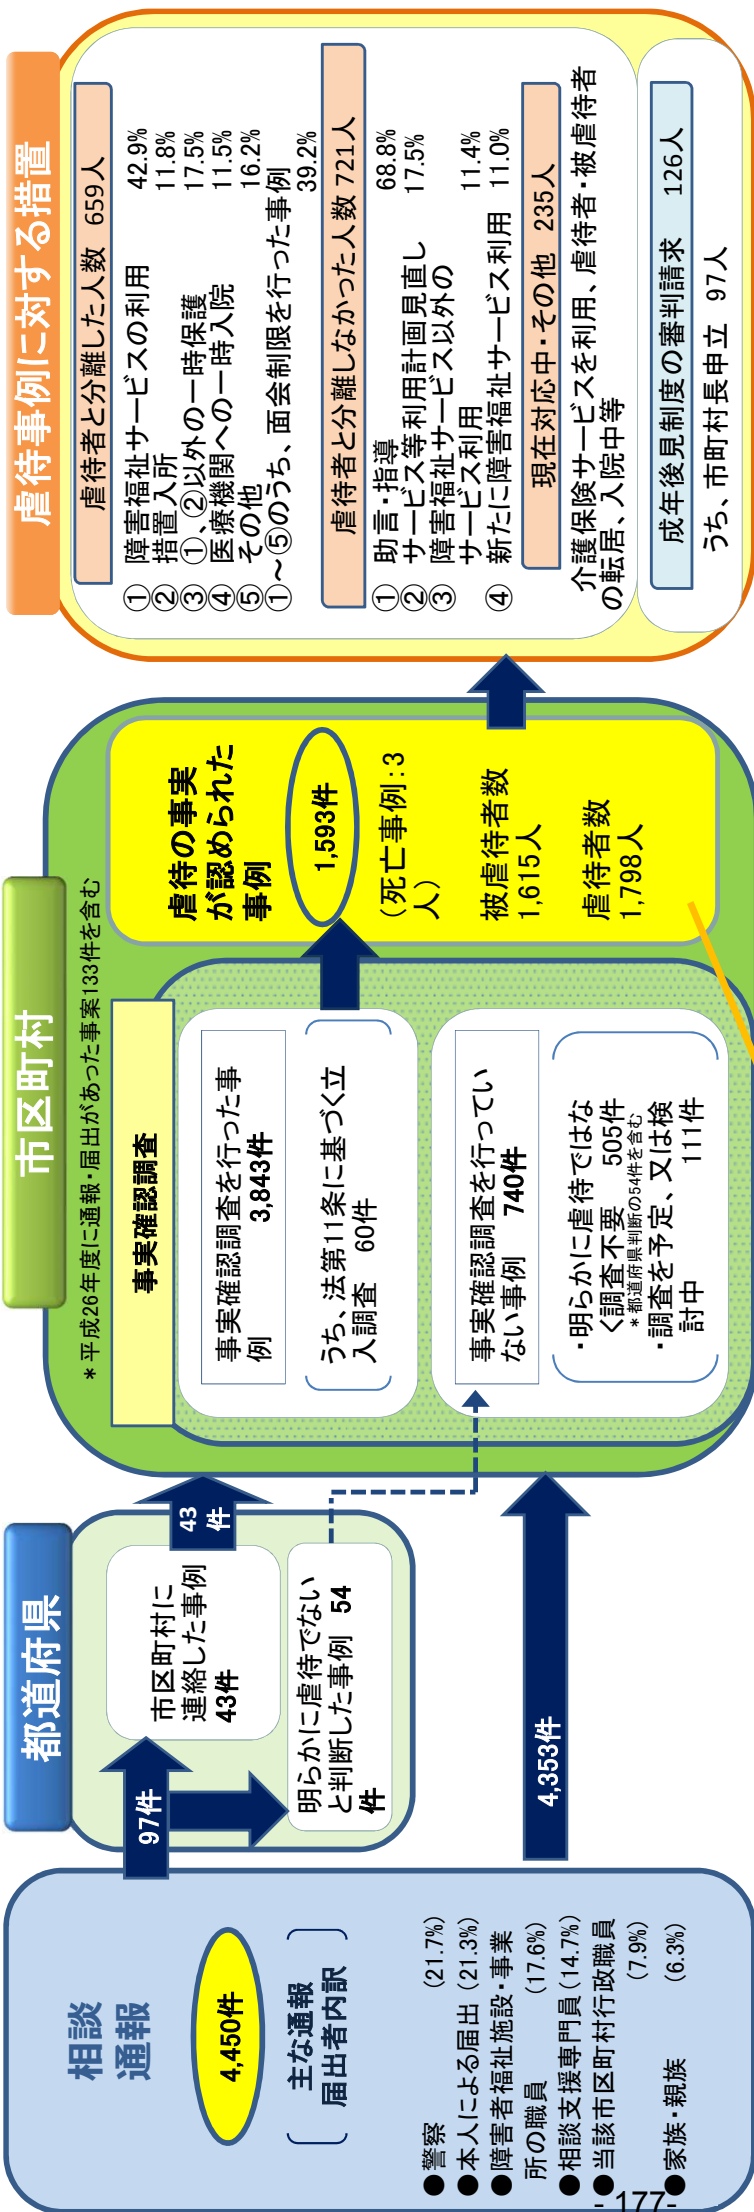 相談
通報
4,450件
主な通報
届出者内訳
●警察 (21.7%)
●本人による届出 (21.3%)
●障害者福祉施設・事業
所の職員 (17.6%)
●相談支援専門員 (14.7%)
●当該市区町村行政職員
(7.9%)
●家族・親族 (6.3%)
都道府県
97件
市区町村に
連絡した事例
43件
43
件
明らかに虐待でない
と判断した事例 54
件
4,353件
市区町村
*平成26年度に通報・届出があった事案133件を含む
事実確認調査
事実確認調査を行った事
例 3,843件
うち、法第11条に基づく立
入調査 60件
事実確認調査を行ってい
ない事例 740件
・明らかに虐待ではな
く調査不要 505件
*都道府県判断の54件を含む
・調査を予定、又は検
討中 111件
虐待の事実
が認められた
事例
1,593件
(死亡事例:3
人)
被虐待者数
1,615人
虐待者数
1,798人
虐待事例に対する措置
虐待者と分離した人数 659人
① 障害福祉サービスの利用 42.9%
② 措置入所 11.8%
③ ①、②以外の一時保護 17.5%
④ 医療機関への一時入院 11.5%
⑤ その他 16.2%
①~⑤のうち、面会制限を行った事例
39.2%
虐待者と分離しなかった人数 721人
① 助言・指導 68.8%
② サービス等利用計画見直し 17.5%
③ 障害福祉サービス以外の
サービス利用 11.4%
④ 新たに障害福祉サービス利用 11.0%
現在対応中・その他 235人
介護保険サービスを利用、虐待者・被虐待者
の転居、入院中等
成年後見制度の審判請求 126人
うち、市町村長申立 97人
- 177-